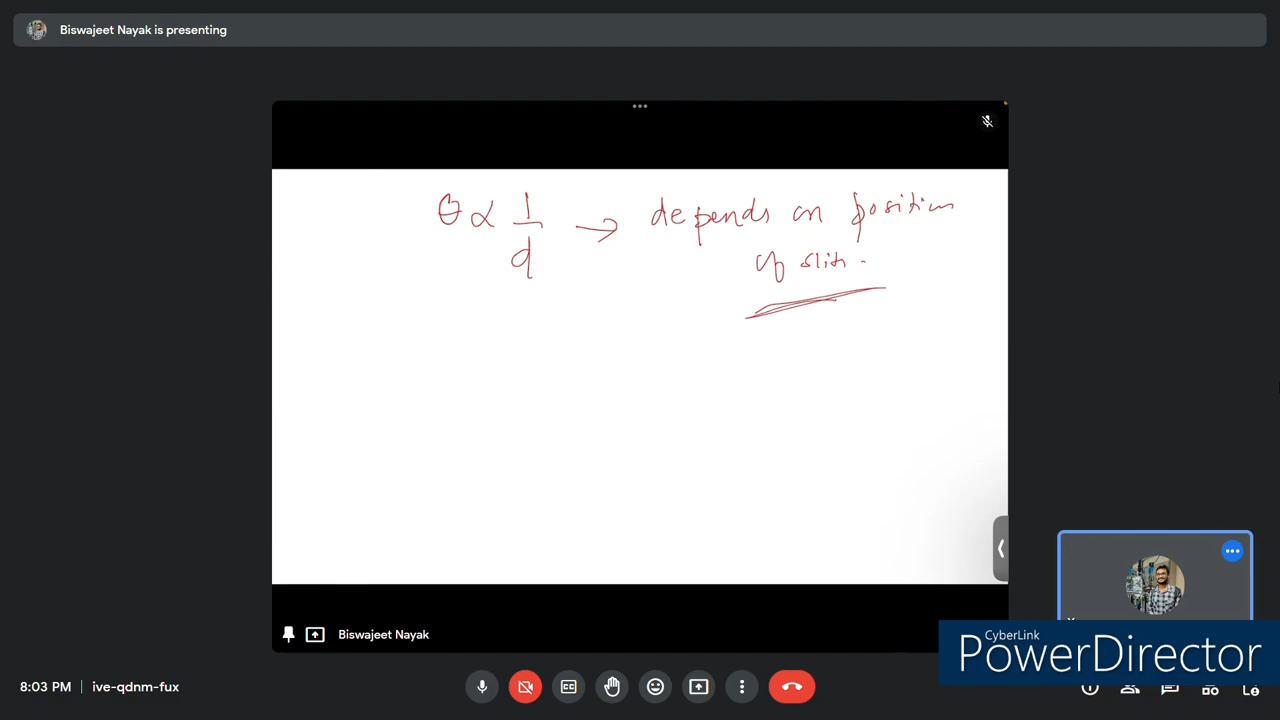 Biswajeet Nayak is presenting
θ ∝ 1/d → depends on position
of slit.
Biswajeet Nayak
8:03 PM | ive-qdnm-fux
CyberLink
PowerDirector